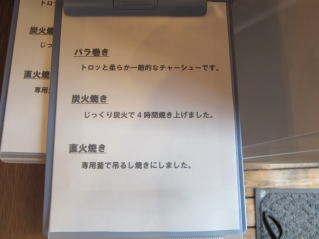 バラ巻き
トロッと柔らか一般的なチャーシューです。
炭火焼き
じっくり炭火で4時間焼き上げました。
直火焼き
専用釜で吊るし焼きにしました。
炭火焼
じっ
直火焼
専用